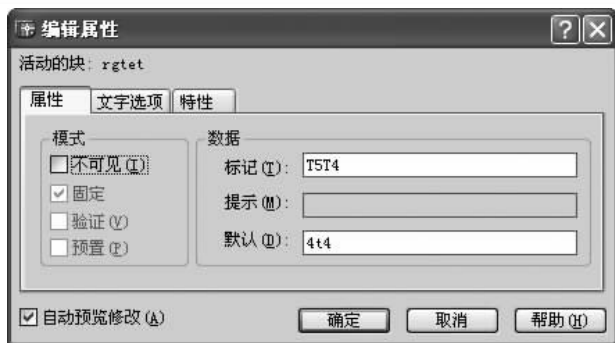 编辑属性
活动的块: rgtet
属性 文字选项 特性
模式 数据
不可见(I) 标记(T): T5T4
固定 提示(M):
验证(V)
预置(P) 默认(D): 4t4
自动预览修改(A) 确定 取消 帮助(H)